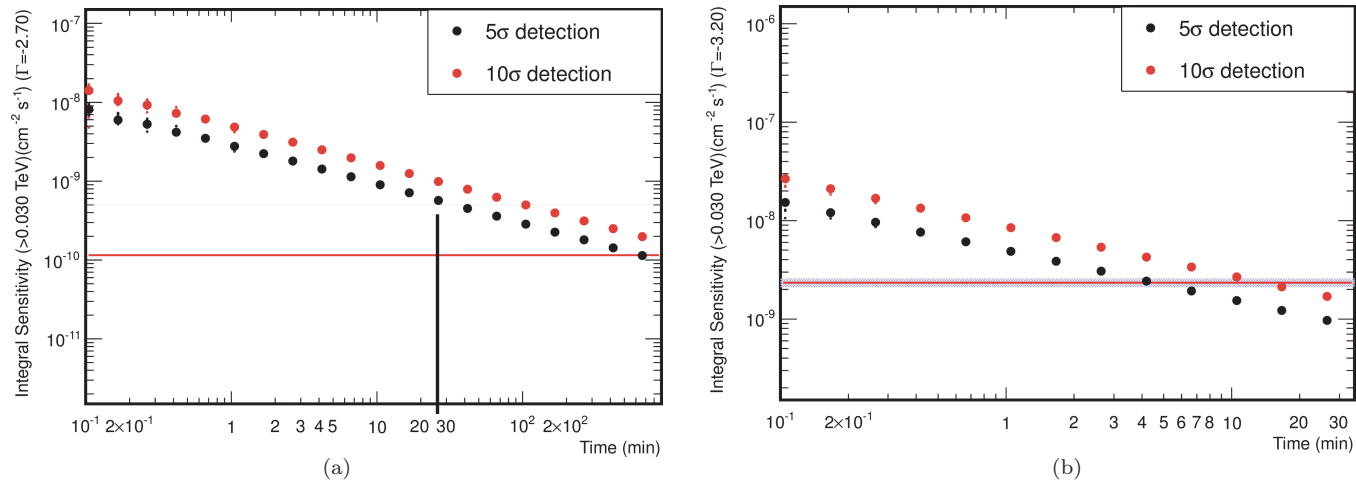 Integral Sensitivity (>0.030 TeV)(cm⁻² s⁻¹) (Γ=-2.70)
10⁻⁷
10⁻⁸
10⁻⁹
10⁻¹⁰
10⁻¹¹
5σ detection
10σ detection
10⁻¹ 2×10⁻¹ 1 2 3 4 5 10 20 30 10² 2×10²
Time (min)
(a)
Integral Sensitivity (>0.030 TeV)(cm⁻² s⁻¹) (Γ=-3.20)
10⁻⁶
10⁻⁷
10⁻⁸
10⁻⁹
5σ detection
10σ detection
10⁻¹ 2×10⁻¹ 1 2 3 4 5 6 7 8 10 20 30
Time (min)
(b)